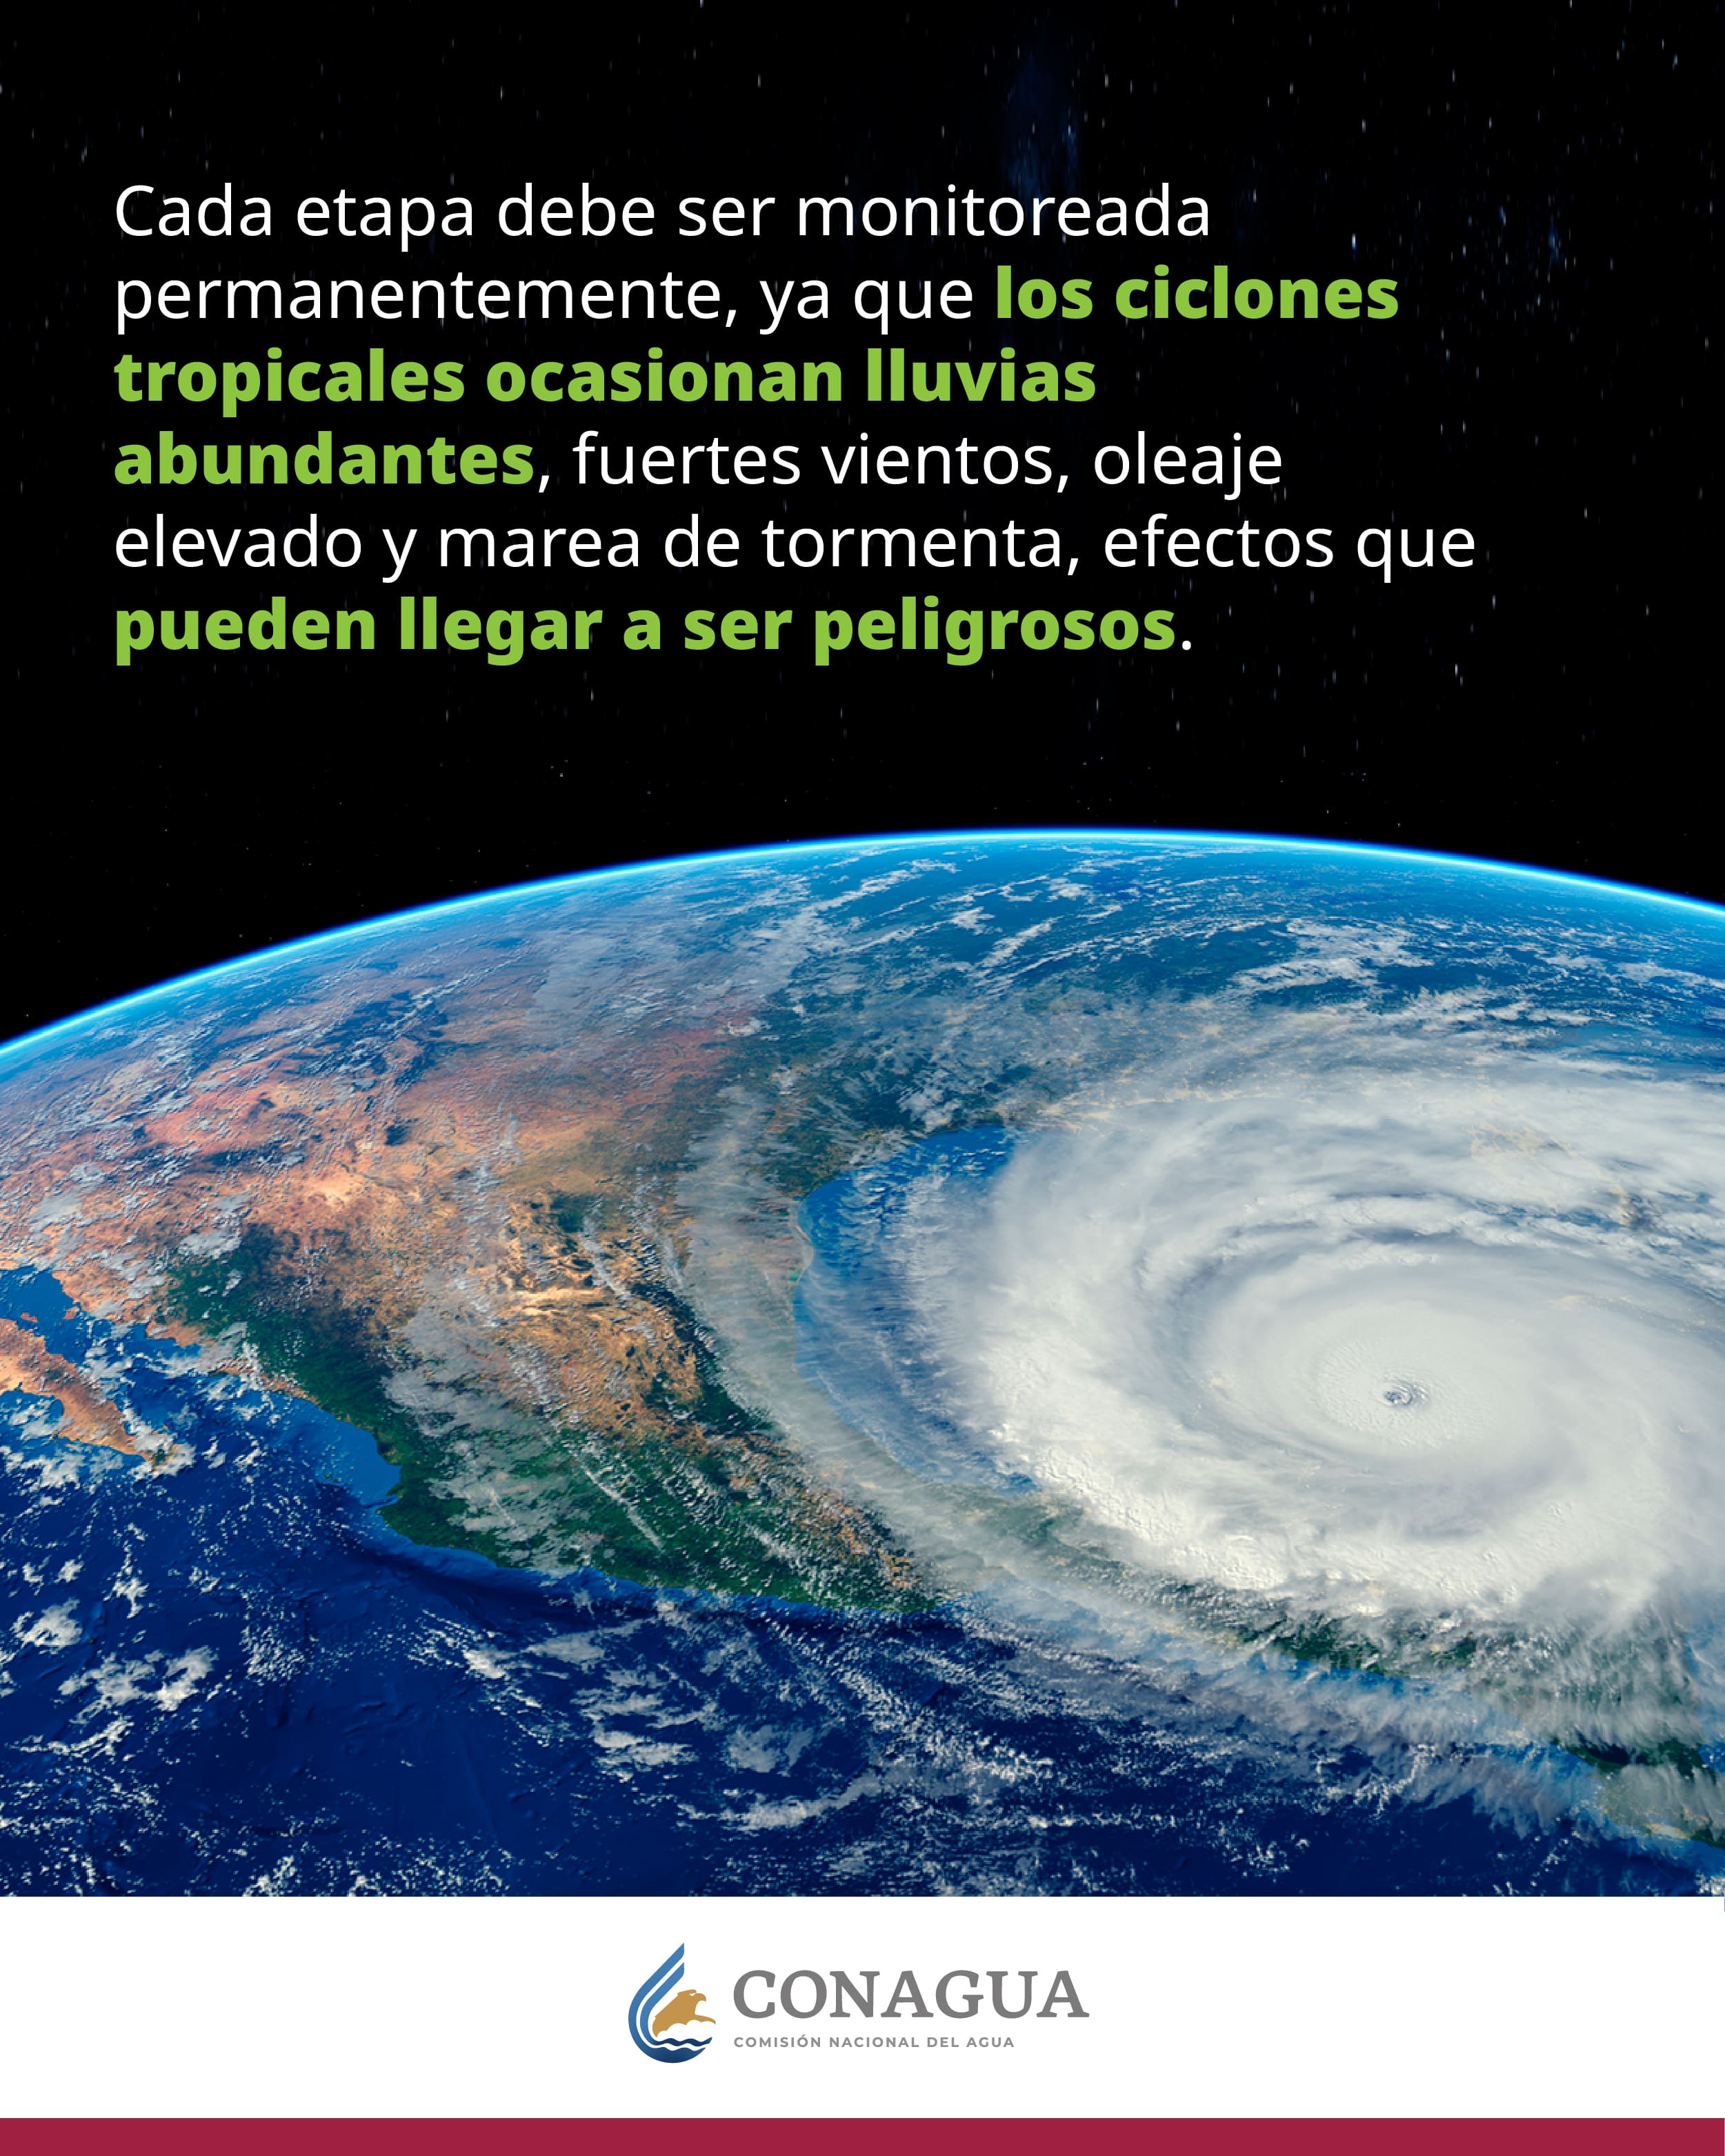 Cada etapa debe ser monitoreada
permanentemente, ya que los ciclones
tropicales ocasionan lluvias
abundantes, fuertes vientos, oleaje
elevado y marea de tormenta, efectos que
pueden llegar a ser peligrosos.
CONAGUA
COMISIÓN NACIONAL DEL AGUA